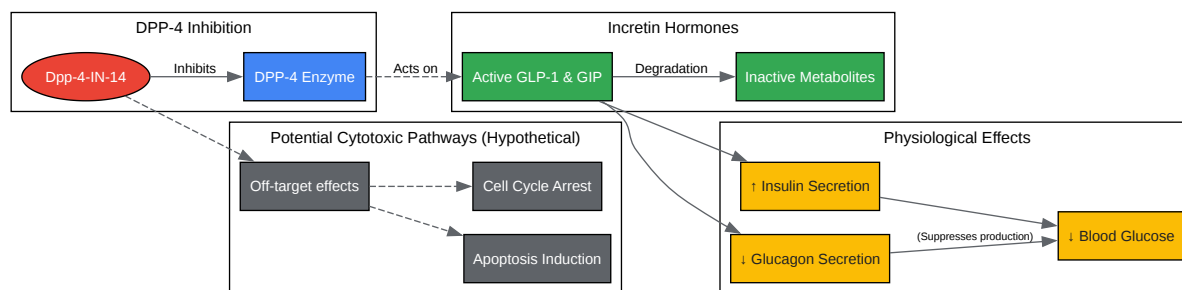 DPP-4 Inhibition
Incretin Hormones
Dpp-4-IN-14
Inhibits
DPP-4 Enzyme
Acts on
Active GLP-1 & GIP
Degradation
Inactive Metabolites
Potential Cytotoxic Pathways (Hypothetical)
Physiological Effects
Off-target effects
Cell Cycle Arrest
↑ Insulin Secretion
Apoptosis Induction
↓ Glucagon Secretion
(Suppresses production)
↓ Blood Glucose